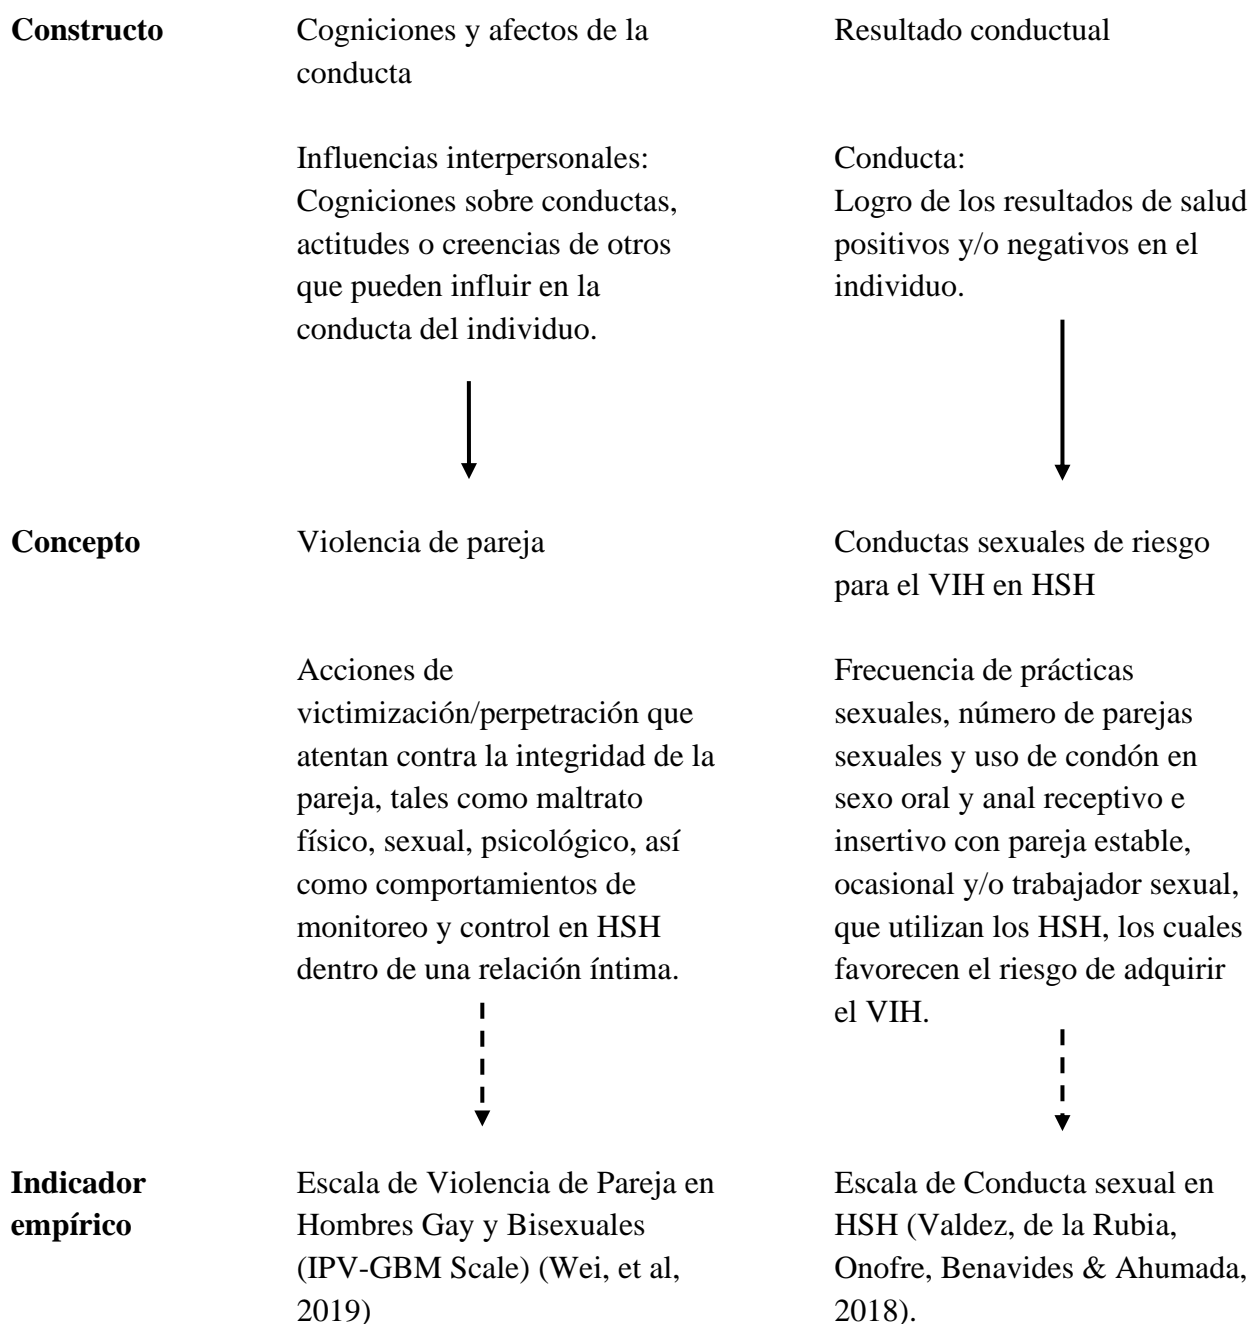 Constructo
Cogniciones y afectos de la
conducta
Resultado conductual
Influencias interpersonales:
Cogniciones sobre conductas,
actitudes o creencias de otros
que pueden influir en la
conducta del individuo.
Conducta:
Logro de los resultados de salud
positivos y/o negativos en el
individuo.
Concepto
Violencia de pareja
Conductas sexuales de riesgo
para el VIH en HSH
Acciones de
victimización/perpetración que
atentan contra la integridad de la
pareja, tales como maltrato
físico, sexual, psicológico, así
como comportamientos de
monitoreo y control en HSH
dentro de una relación íntima.
Frecuencia de prácticas
sexuales, número de parejas
sexuales y uso de condón en
sexo oral y anal receptivo e
insertivo con pareja estable,
ocasional y/o trabajador sexual,
que utilizan los HSH, los cuales
favorecen el riesgo de adquirir
el VIH.
Indicador
empírico
Escala de Violencia de Pareja en
Hombres Gay y Bisexuales
(IPV-GBM Scale) (Wei, et al,
2019)
Escala de Conducta sexual en
HSH (Valdez, de la Rubia,
Onofre, Benavides & Ahumada,
2018).